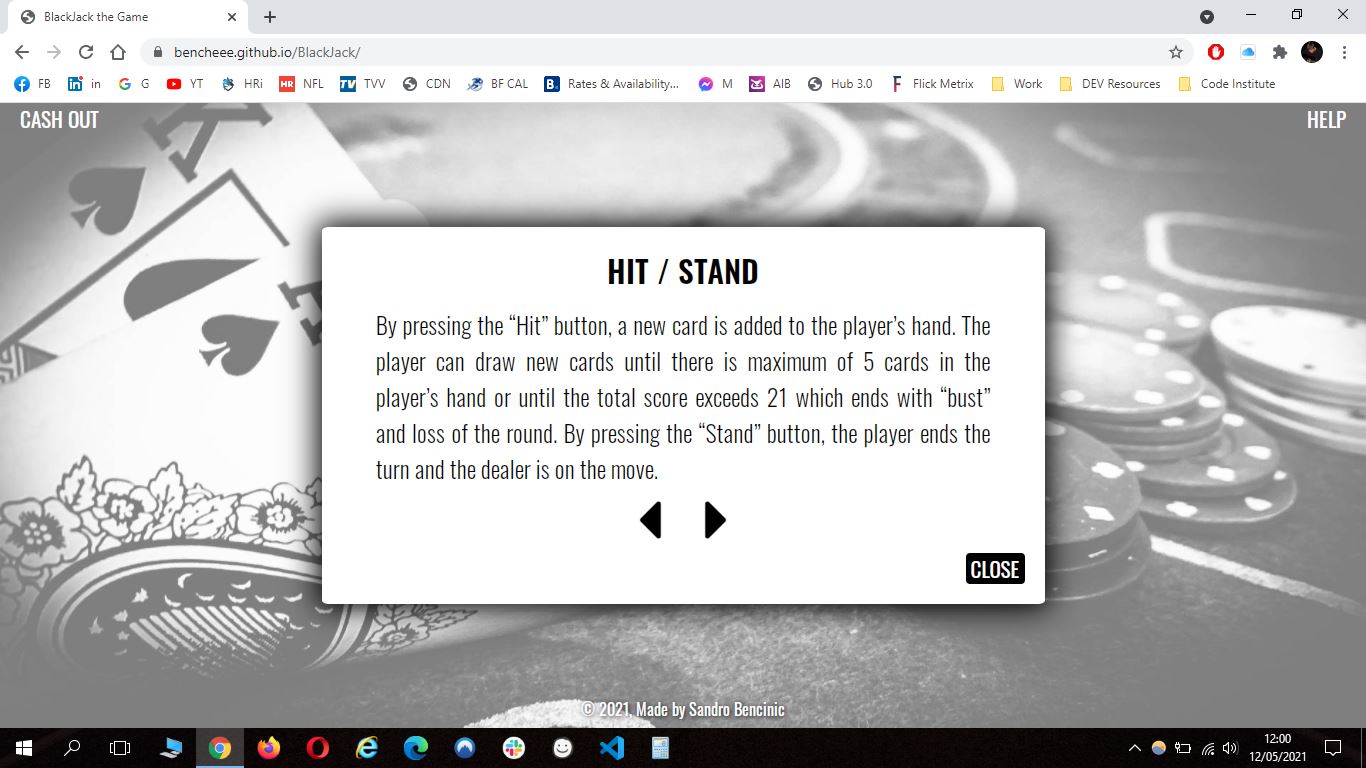 BlackJack the Game
bencheee.github.io/BlackJack/
FB in G YT HRi NFL TVV CDN BF CAL Rates & Availability... M AIB Hub 3.0 Flick Metrix Work DEV Resources Code Institute
CASH OUT
HELP
HIT / STAND
By pressing the “Hit” button, a new card is added to the player’s hand. The
player can draw new cards until there is maximum of 5 cards in the
player’s hand or until the total score exceeds 21 which ends with “bust”
and loss of the round. By pressing the “Stand” button, the player ends the
turn and the dealer is on the move.
CLOSE
© 2021, Made by Sandro Bencinic
12:00
12/05/2021